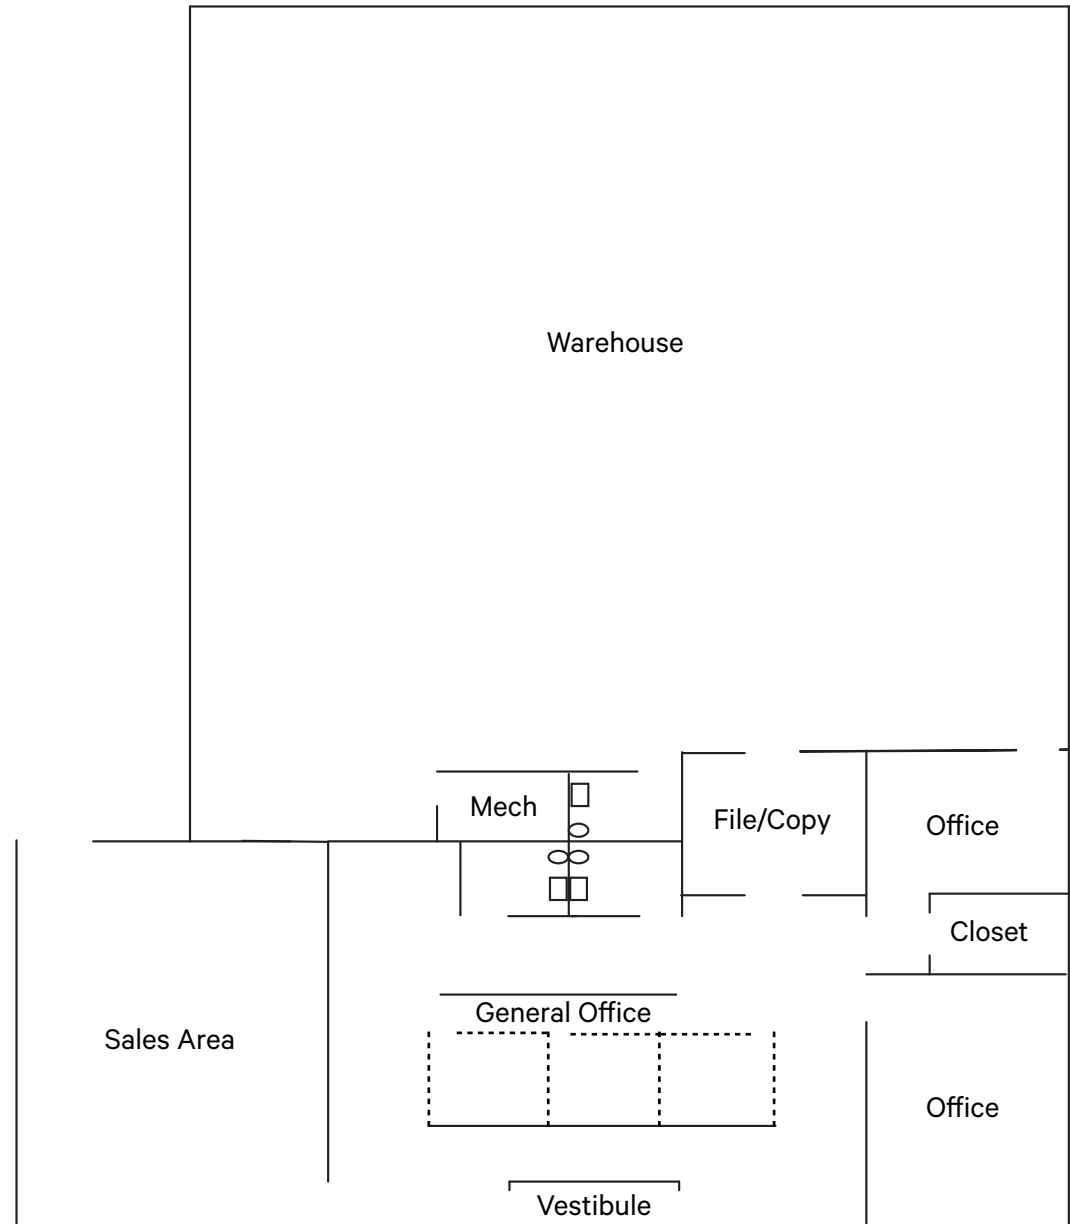 Warehouse
Mech
File/Copy
Office
Closet
General Office
Sales Area
Office
Vestibule